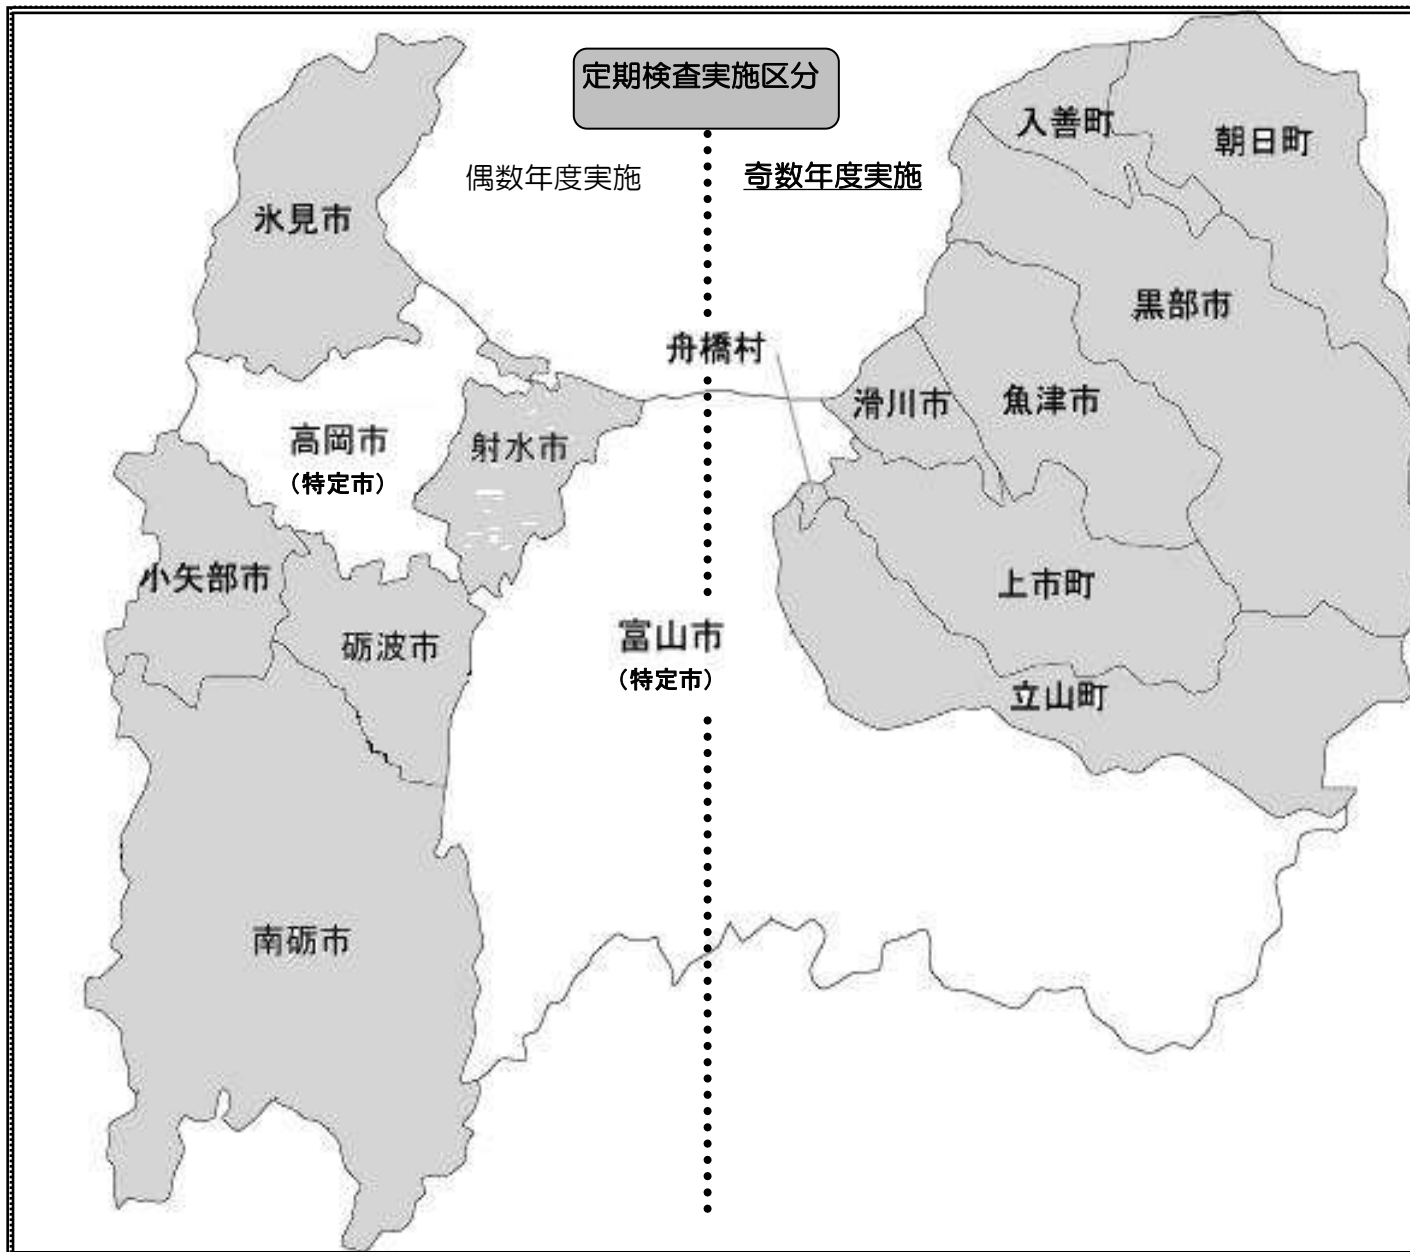 定期検査実施区分
偶数年度実施
奇数年度実施
入善町
朝日町
氷見市
黒部市
舟橋村
滑川市
魚津市
高岡市
（特定市）
射水市
小矢部市
上市町
砺波市
富山市
（特定市）
立山町
南砺市